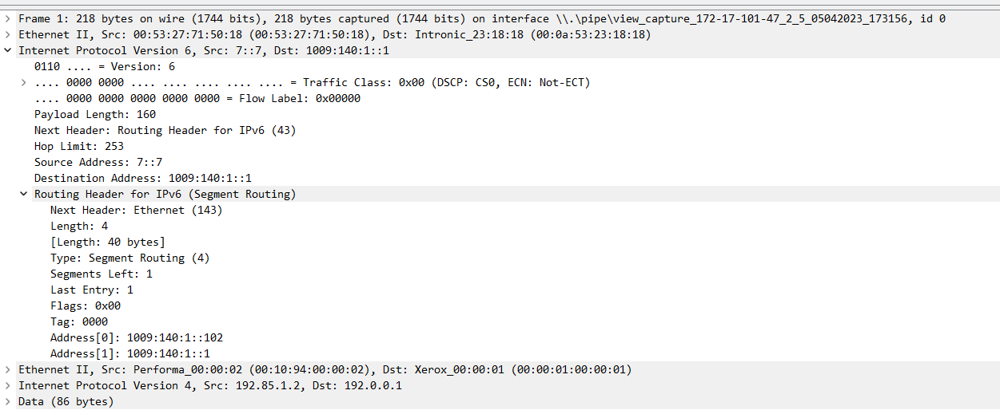 Frame 1: 218 bytes on wire (1744 bits), 218 bytes captured (1744 bits) on interface \\.\pipe\view_capture_172-17-101-47_2_5_05042023_173156, id 0
Ethernet II, Src: 00:53:27:71:50:18 (00:53:27:71:50:18), Dst: Intronic_23:18:18 (00:0a:53:23:18:18)
Internet Protocol Version 6, Src: 7::7, Dst: 1009:140:1::1
0110 .... = Version: 6
.... 0000 0000 .... .... .... .... .... = Traffic Class: 0x00 (DSCP: CS0, ECN: Not-ECT)
.... 0000 0000 0000 0000 0000 = Flow Label: 0x00000
Payload Length: 160
Next Header: Routing Header for IPv6 (43)
Hop Limit: 253
Source Address: 7::7
Destination Address: 1009:140:1::1
Routing Header for IPv6 (Segment Routing)
Next Header: Ethernet (143)
Length: 4
[Length: 40 bytes]
Type: Segment Routing (4)
Segments Left: 1
Last Entry: 1
Flags: 0x00
Tag: 0000
Address[0]: 1009:140:1::102
Address[1]: 1009:140:1::1
Ethernet II, Src: Performa_00:00:02 (00:10:94:00:00:02), Dst: Xerox_00:00:01 (00:00:01:00:00:01)
Internet Protocol Version 4, Src: 192.85.1.2, Dst: 192.0.0.1
Data (86 bytes)